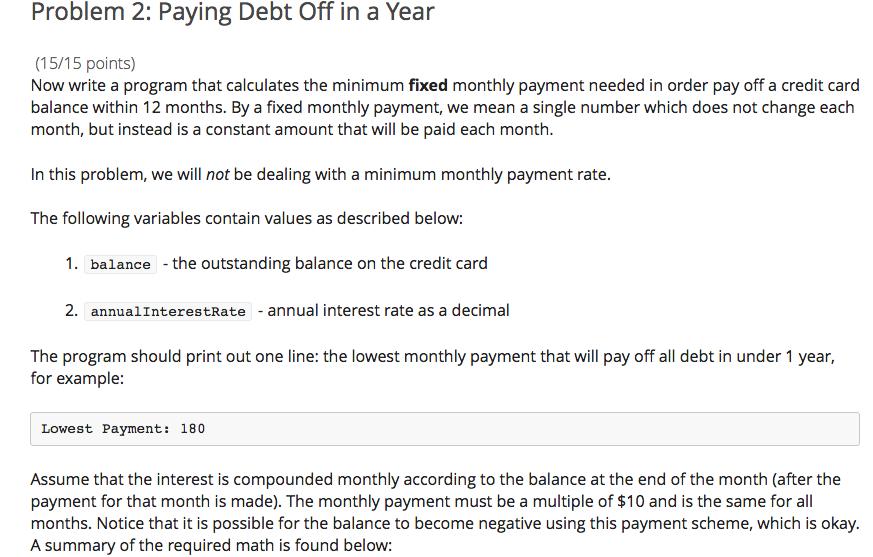 Problem 2: Paying Debt Off in a Year
(15/15 points)
Now write a program that calculates the minimum fixed monthly payment needed in order pay off a credit card
balance within 12 months. By a fixed monthly payment, we mean a single number which does not change each
month, but instead is a constant amount that will be paid each month.
In this problem, we will not be dealing with a minimum monthly payment rate.
The following variables contain values as described below:
1. balance - the outstanding balance on the credit card
2. annualInterestRate - annual interest rate as a decimal
The program should print out one line: the lowest monthly payment that will pay off all debt in under 1 year,
for example:
Lowest Payment: 180
Assume that the interest is compounded monthly according to the balance at the end of the month (after the
payment for that month is made). The monthly payment must be a multiple of $10 and is the same for all
months. Notice that it is possible for the balance to become negative using this payment scheme, which is okay.
A summary of the required math is found below: